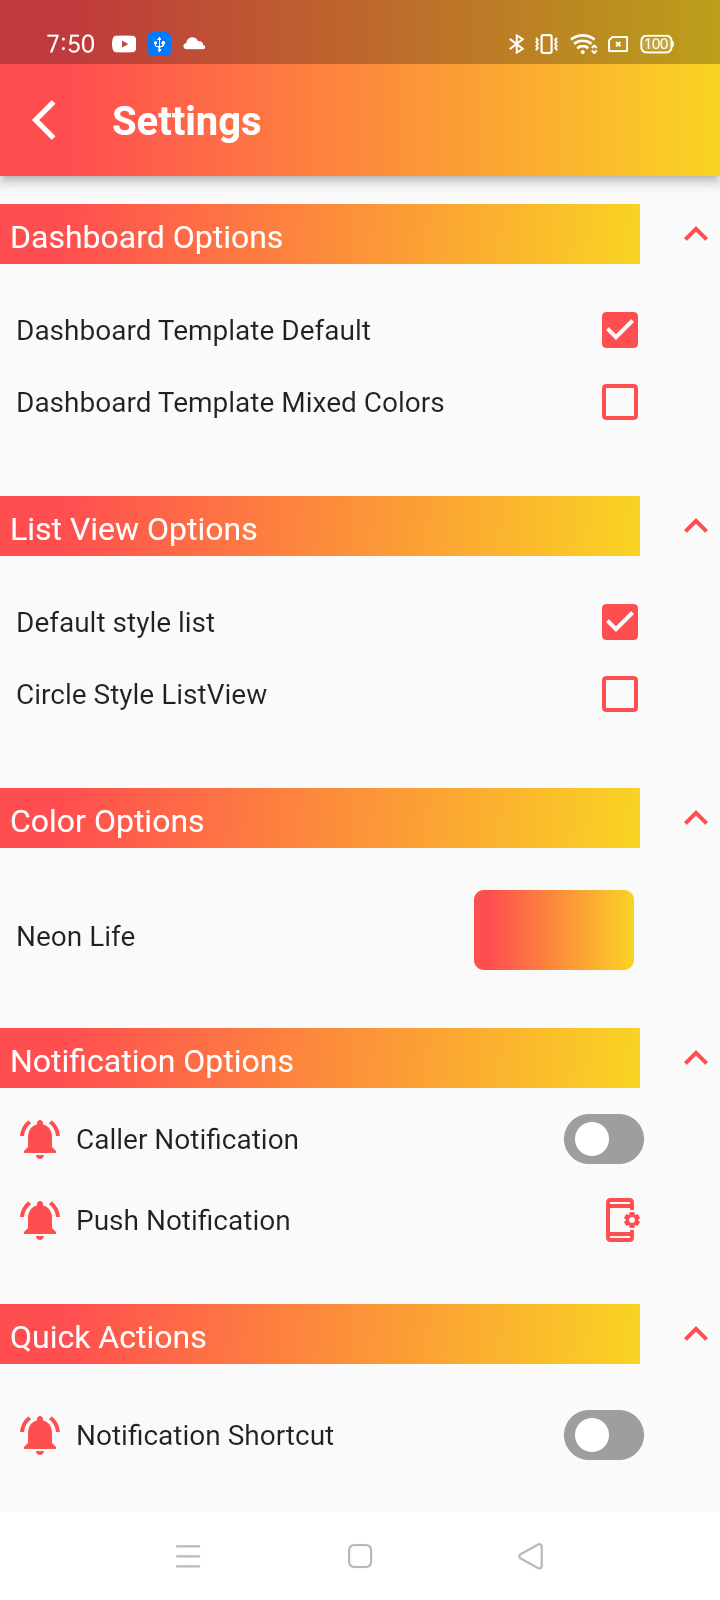 7:50
100
Settings
Dashboard Options
Dashboard Template Default
Dashboard Template Mixed Colors
List View Options
Default style list
Circle Style ListView
Color Options
Neon Life
Notification Options
Caller Notification
Push Notification
Quick Actions
Notification Shortcut